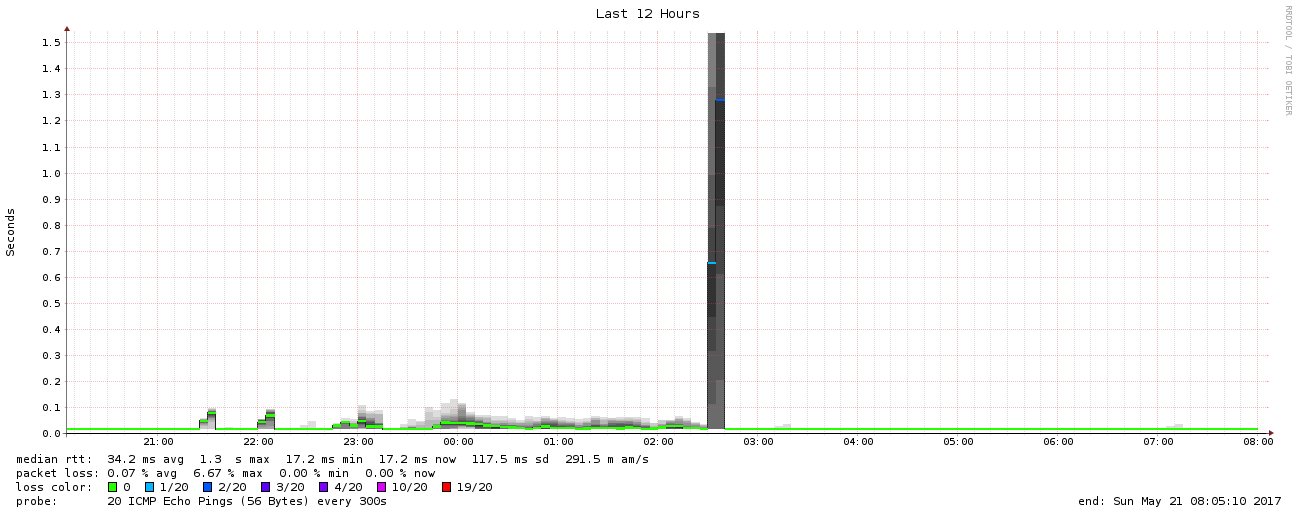 Last 12 Hours
RRDTOOL / TOBI OETIKER
Seconds
1.5
1.4
1.3
1.2
1.1
1.0
0.9
0.8
0.7
0.6
0.5
0.4
0.3
0.2
0.1
0.0
21:00 22:00 23:00 00:00 01:00 02:00 03:00 04:00 05:00 06:00 07:00 08:00
median rtt: 34.2 ms avg 1.3 s max 17.2 ms min 17.2 ms now 117.5 ms sd 291.5 m am/s
packet loss: 0.07 % avg 6.67 % max 0.00 % min 0.00 % now
loss color: 0 1/20 2/20 3/20 4/20 10/20 19/20
probe: 20 ICMP Echo Pings (56 Bytes) every 300s end: Sun May 21 08:05:10 2017